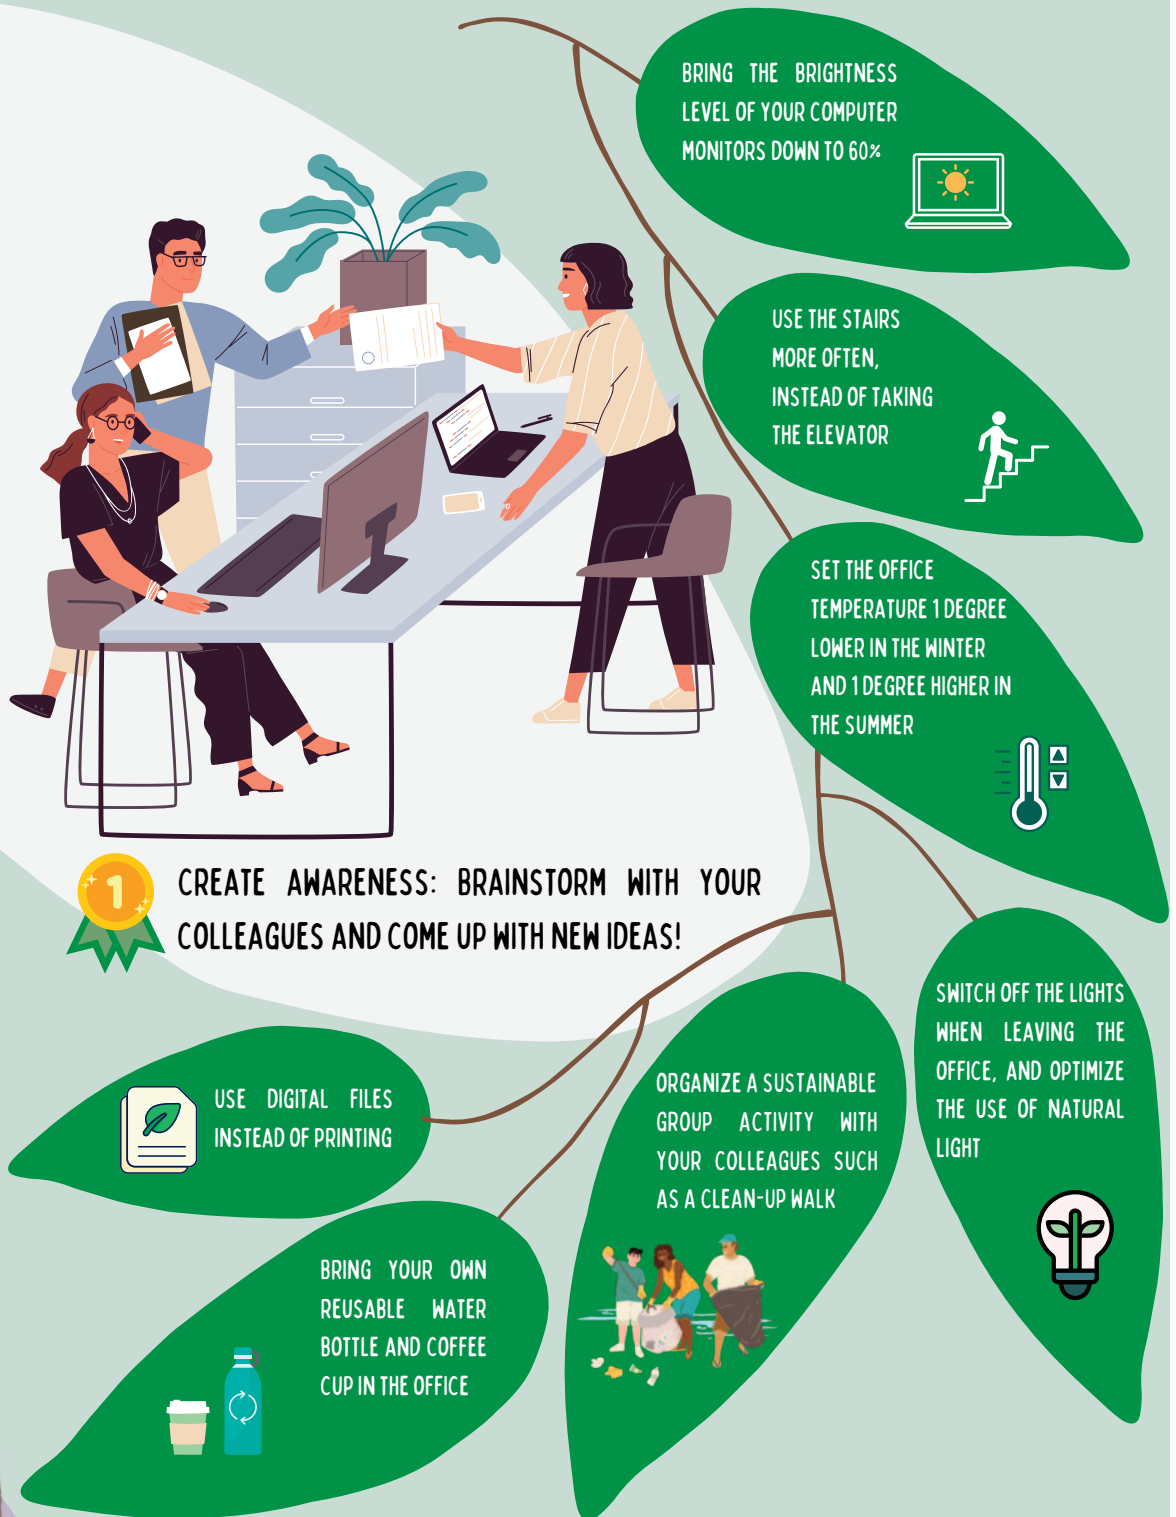 BRING THE BRIGHTNESS
LEVEL OF YOUR COMPUTER
MONITORS DOWN TO 60%
USE THE STAIRS
MORE OFTEN,
INSTEAD OF TAKING
THE ELEVATOR
SET THE OFFICE
TEMPERATURE 1 DEGREE
LOWER IN THE WINTER
AND 1 DEGREE HIGHER IN
THE SUMMER
1
CREATE AWARENESS: BRAINSTORM WITH YOUR
COLLEAGUES AND COME UP WITH NEW IDEAS!
SWITCH OFF THE LIGHTS
WHEN LEAVING THE
OFFICE, AND OPTIMIZE
THE USE OF NATURAL
LIGHT
ORGANIZE A SUSTAINABLE
GROUP ACTIVITY WITH
YOUR COLLEAGUES SUCH
AS A CLEAN-UP WALK
USE DIGITAL FILES
INSTEAD OF PRINTING
BRING YOUR OWN
REUSABLE WATER
BOTTLE AND COFFEE
CUP IN THE OFFICE